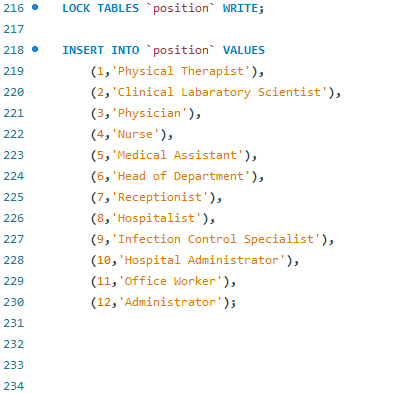 216 LOCK TABLES `position` WRITE;
217
218 INSERT INTO `position` VALUES
219 (1,'Physical Therapist'),
220 (2,'Clinical Labaratory Scientist'),
221 (3,'Physician'),
222 (4,'Nurse'),
223 (5,'Medical Assistant'),
224 (6,'Head of Department'),
225 (7,'Receptionist'),
226 (8,'Hospitalist'),
227 (9,'Infection Control Specialist'),
228 (10,'Hospital Administrator'),
229 (11,'Office Worker'),
230 (12,'Administrator');
231
232
233
234